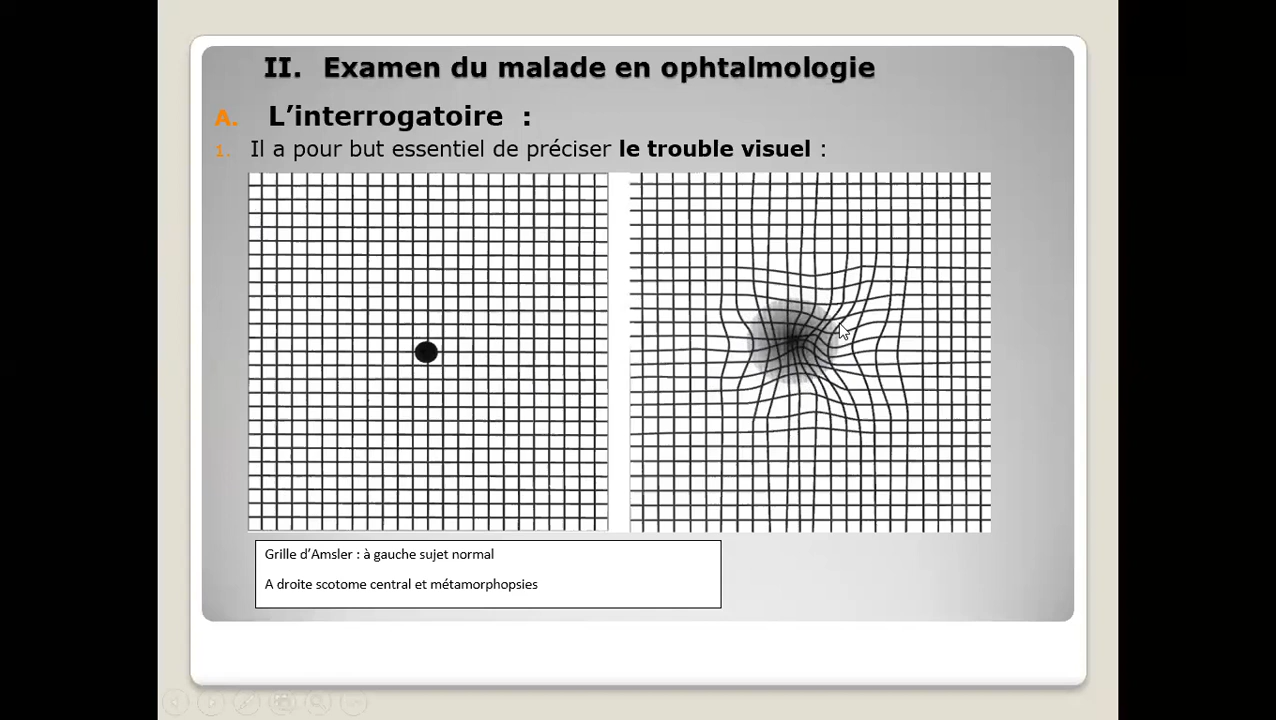 II. Examen du malade en ophtalmologie
A. L’interrogatoire :
1. Il a pour but essentiel de préciser le trouble visuel :
Grille d’Amsler : à gauche sujet normal
A droite scotome central et métamorphopsies